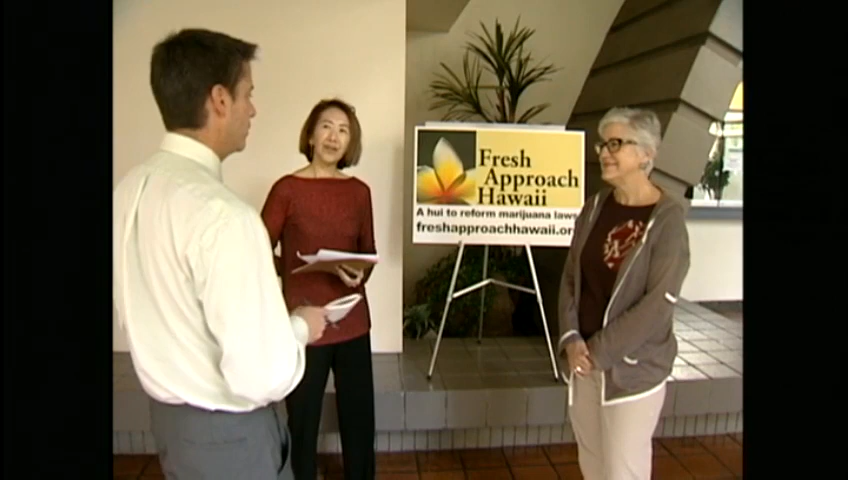 Fresh
Approach
Hawaii
A hui to reform marijuana laws
freshapproachhawaii.org